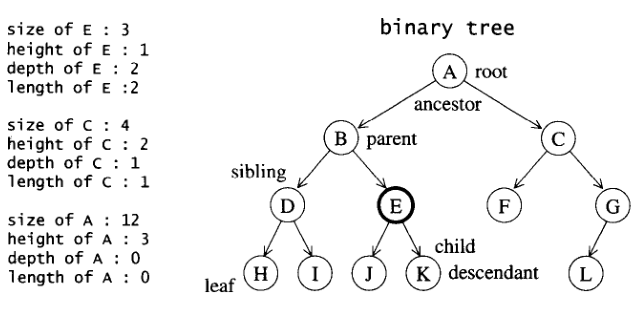 binary tree
size of E : 3
height of E : 1
depth of E : 2
length of E :2
size of C : 4
height of C : 2
depth of C : 1
length of C : 1
size of A : 12
height of A : 3
depth of A : 0
length of A : 0
A root
ancestor
B parent
C
sibling
D
E
F
G
child
leaf H
I
J
K descendant
L